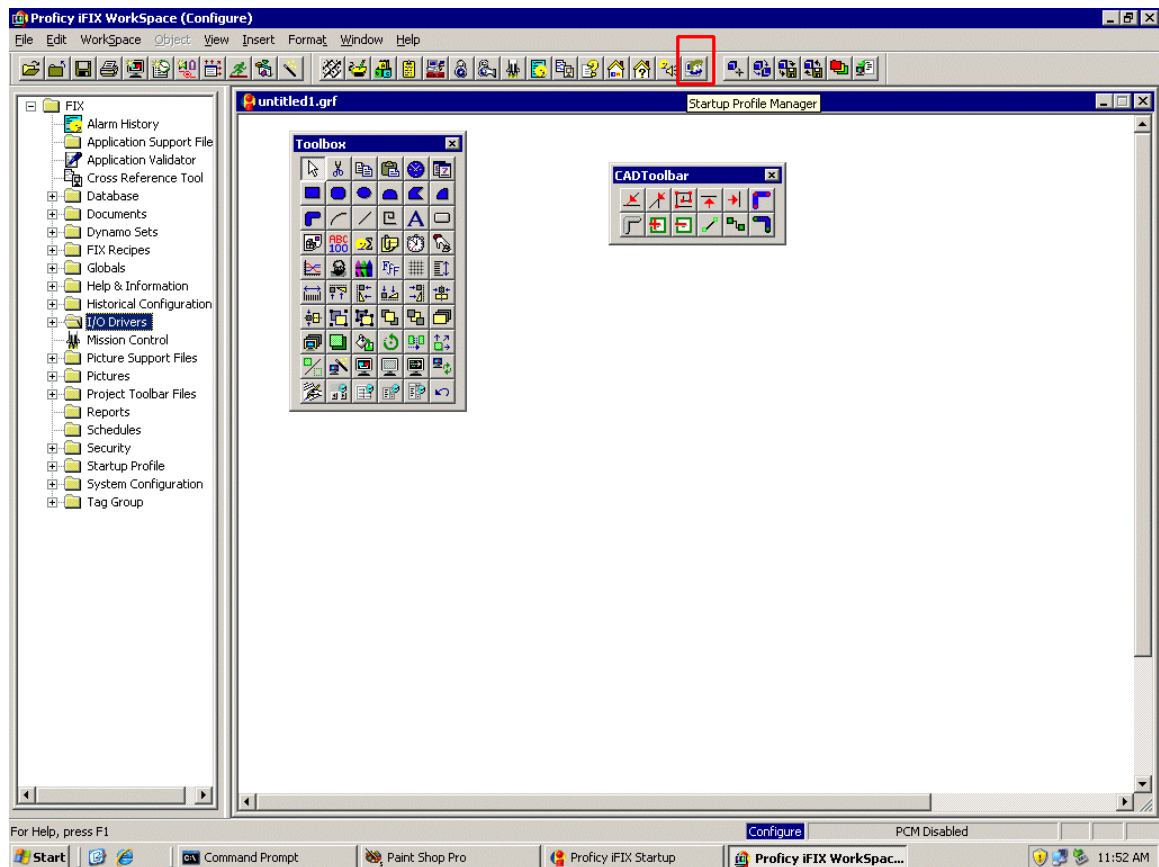 Proficy iFIX WorkSpace (Configure)
File Edit WorkSpace Object View Insert Format Window Help
Startup Profile Manager
FIX
Alarm History
Application Support File
Application Validator
Cross Reference Tool
Database
Documents
Dynamo Sets
FIX Recipes
Globals
Help & Information
Historical Configuration
I/O Drivers
Mission Control
Picture Support Files
Pictures
Project Toolbar Files
Reports
Schedules
Security
Startup Profile
System Configuration
Tag Group
untitled1.grf
Toolbox
A
ABC
100
CADToolbar
For Help, press F1
Configure
PCM Disabled
Start
Command Prompt
Paint Shop Pro
Proficy iFIX Startup
Proficy iFIX WorkSpac...
11:52 AM